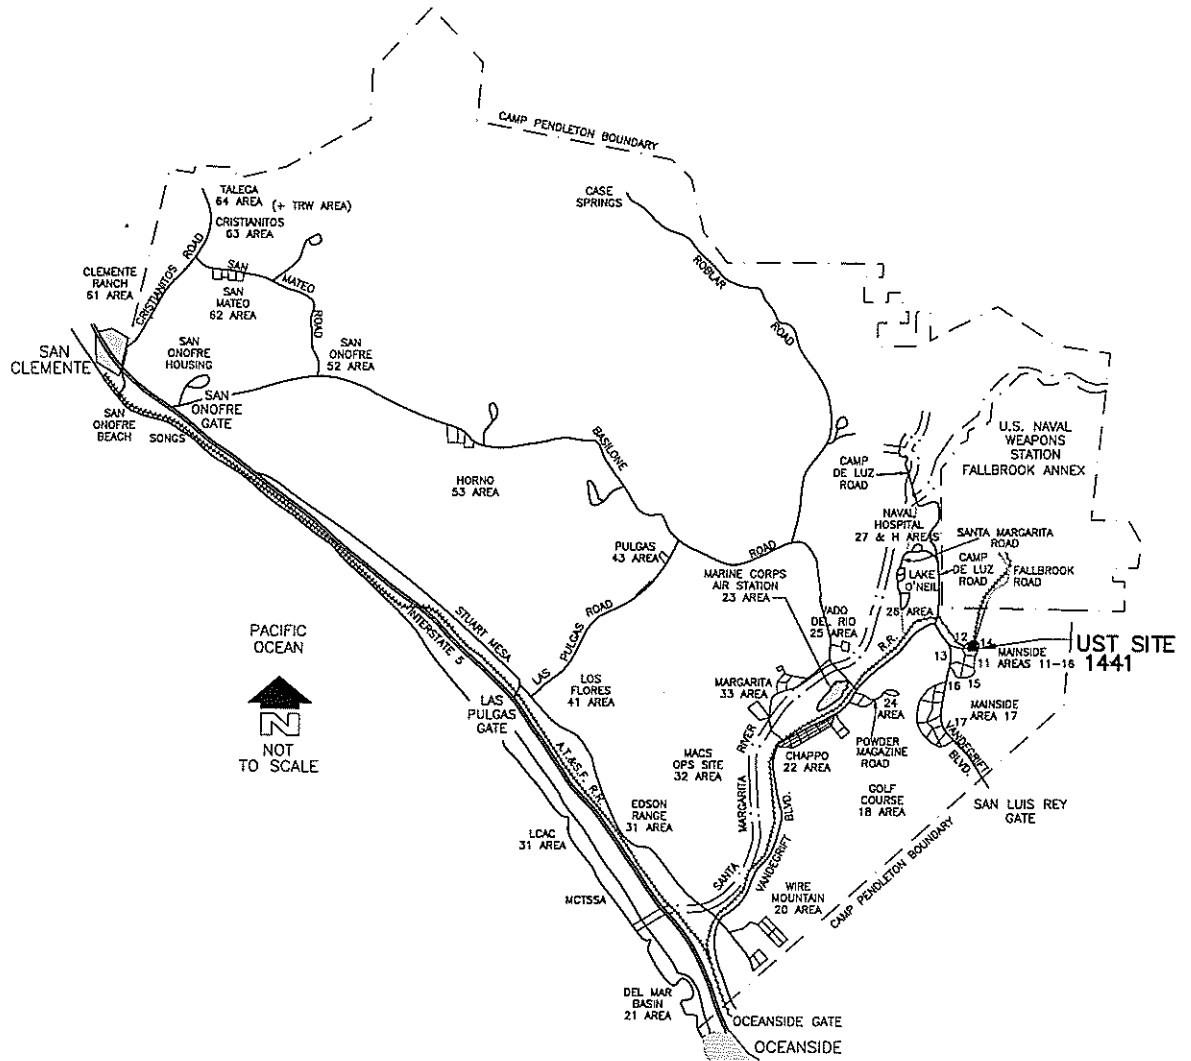 CAMP PENDLETON BOUNDARY
CASE
SPRINGS
TALEGA
64 AREA
(+ TRW AREA)
CRISTIANITOS
63 AREA
CRISTIANITOS ROAD
CLEMENTE
RANCH
61 AREA
SAN MATEO ROAD
SAN
MATEO
62 AREA
ROBLAR ROAD
SAN
CLEMENTE
SAN
ONOFRE
HOUSING
SAN
ONOFRE
52 AREA
SAN
ONOFRE
GATE
SAN
ONOFRE
BEACH
SONGS
HORNO
53 AREA
BASILONE ROAD
U.S. NAVAL
WEAPONS
STATION
FALLBROOK ANNEX
CAMP
DE LUZ
ROAD
NAVAL
HOSPITAL
27 & H AREAS
SANTA MARGARITA
ROAD
CAMP
DE LUZ
ROAD
FALLBROOK
ROAD
LAKE
O'NEIL
26 AREA
PULGAS
43 AREA
MARINE CORPS
AIR STATION
23 AREA
VADO
DEL RIO
25 AREA
R.R.
12
14
13
11
MAINSIDE
AREAS 11-16
UST SITE
1441
16
15
17
MAINSIDE
AREA 17
VANDEGRIFT
BLVD.
SAN LUIS REY
GATE
PACIFIC
OCEAN
N
NOT
TO SCALE
STUART MESA
INTERSTATE 5
LAS PULGAS ROAD
LAS
PULGAS
GATE
LOS
FLORES
41 AREA
MARGARITA
33 AREA
24
AREA
POWDER
MAGAZINE
ROAD
CHAPPO
22 AREA
MACS
OPS SITE
32 AREA
GOLF
COURSE
18 AREA
A.T.&S.F. R.R.
EDSON
RANGE
31 AREA
LCAC
31 AREA
SANTA MARGARITA RIVER
VANDEGRIFT BLVD.
WIRE
MOUNTAIN
20 AREA
CAMP PENDLETON BOUNDARY
MCTSSA
DEL MAR
BASIN
21 AREA
OCEANSIDE GATE
OCEANSIDE